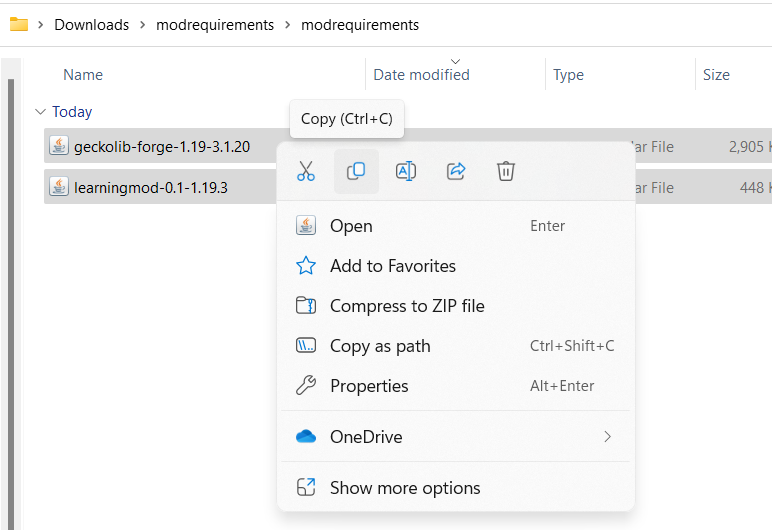 Downloads > modrequirements > modrequirements
Name Date modified Type Size
Today
Copy (Ctrl+C)
geckolib-forge-1.19-3.1.20 ar File 2,905 K
learningmod-0.1-1.19.3 ar File 448 K
Open Enter
Add to Favorites
Compress to ZIP file
Copy as path Ctrl+Shift+C
Properties Alt+Enter
OneDrive
Show more options